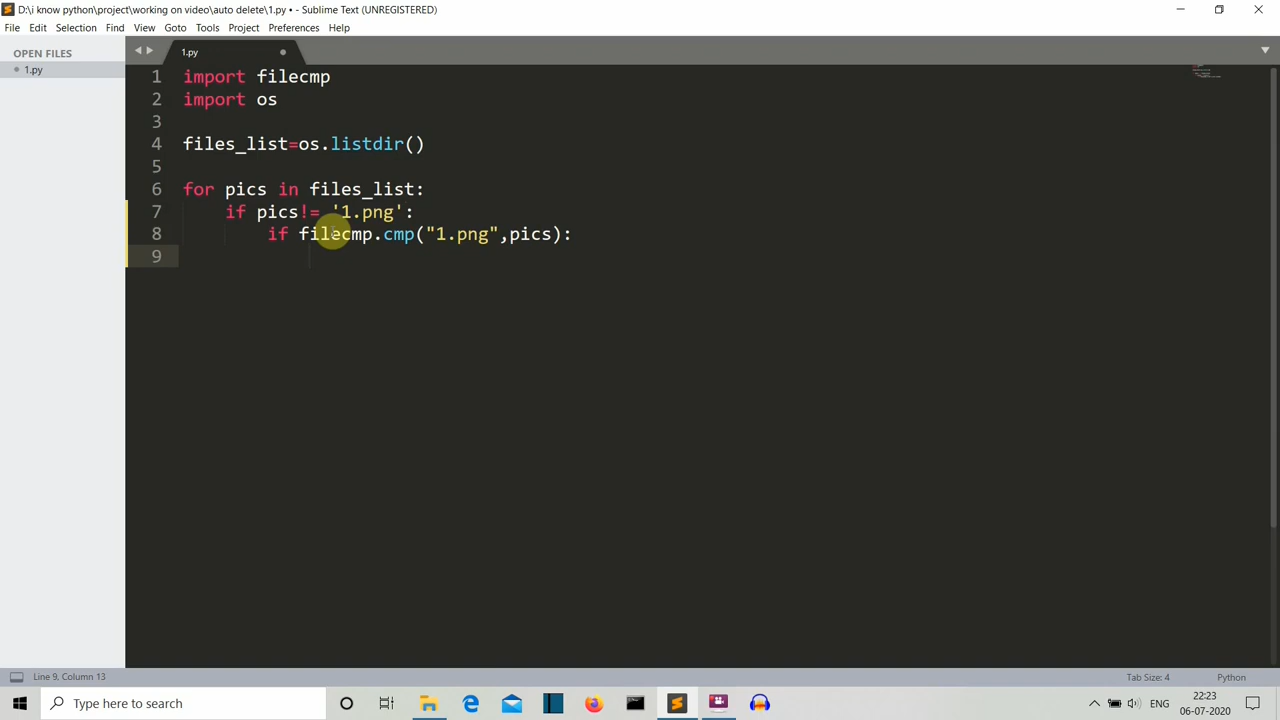 D:\i know python\project\working on video\auto delete\1.py • - Sublime Text (UNREGISTERED)
File Edit Selection Find View Goto Tools Project Preferences Help
OPEN FILES
1.py
1.py
1 import filecmp
2 import os
3
4 files_list=os.listdir()
5
6 for pics in files_list:
7 if pics!= '1.png':
8 if filecmp.cmp("1.png",pics):
9
Line 9, Column 13
Tab Size: 4
Python
Type here to search
ENG
22:23
06-07-2020